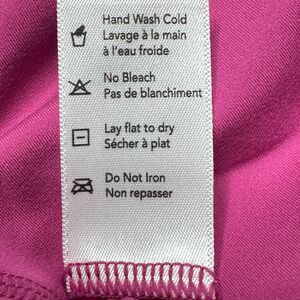 Hand Wash Cold
Lavage à la main
à l'eau froide
No Bleach
Pas de blanchiment
Lay flat to dry
Sécher à plat
Do Not Iron
Non repasser